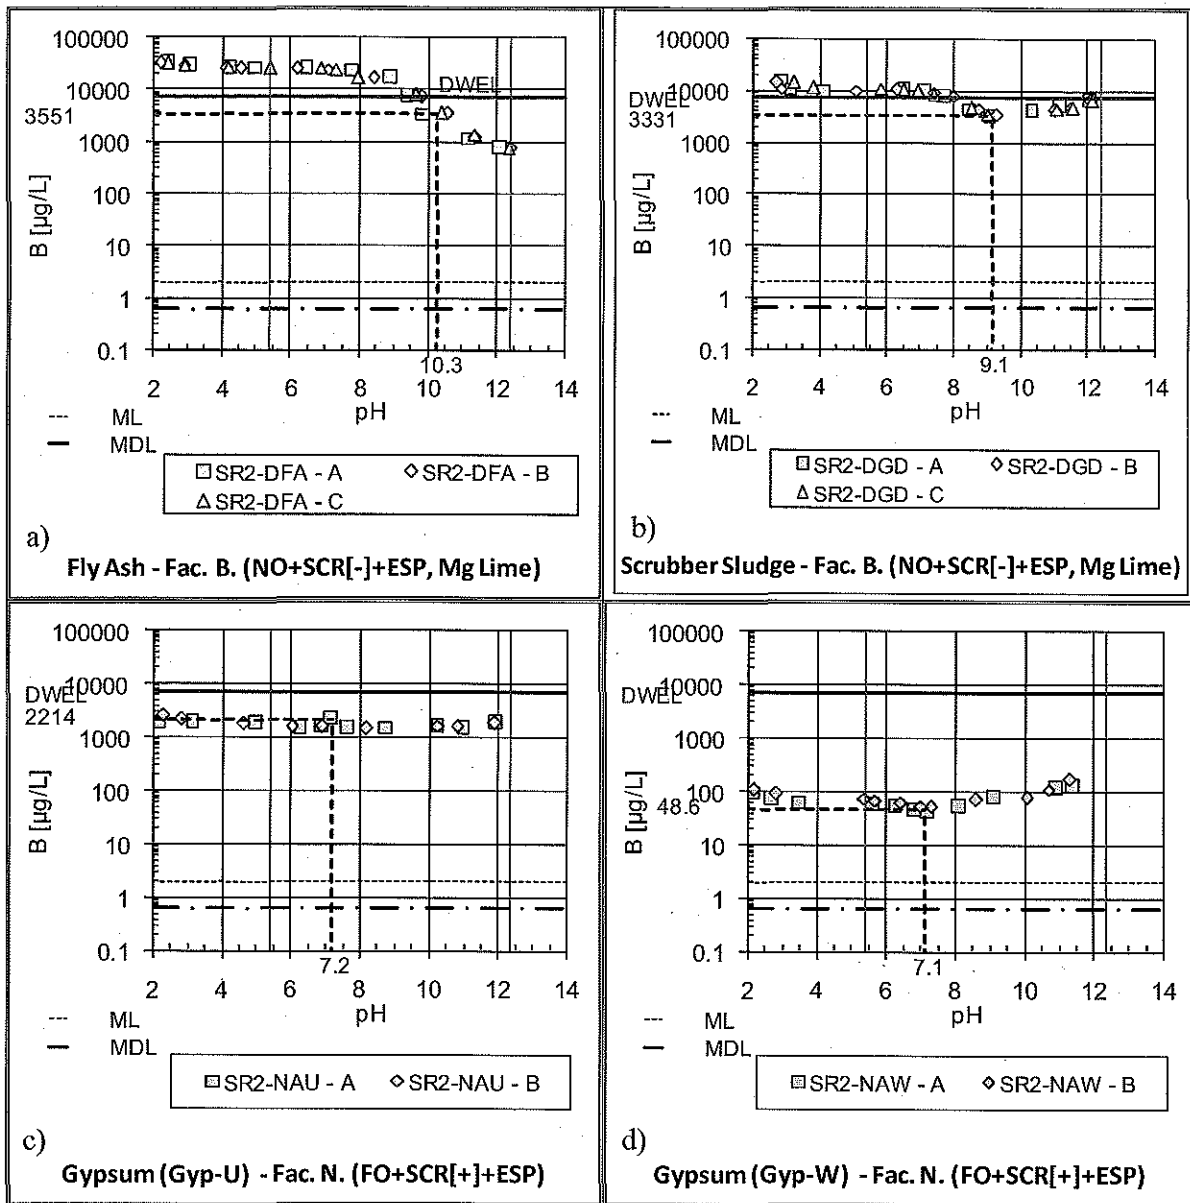 100000
10000
DWEL
3551
1000
100
10
1
0.1
B [µg/L]
10.3
2 4 6 8 10 12 14
pH
--- ML
— MDL
SR2-DFA - A SR2-DFA - B
SR2-DFA - C
a)
Fly Ash - Fac. B. (NO+SCR[-]+ESP, Mg Lime)
100000
10000
DWEL
3331
1000
100
10
1
0.1
B [µg/L]
9.1
2 4 6 8 10 12 14
pH
--- ML
— MDL
SR2-DGD - A SR2-DGD - B
SR2-DGD - C
b)
Scrubber Sludge - Fac. B. (NO+SCR[-]+ESP, Mg Lime)
100000
10000
DWEL
2214
1000
100
10
1
0.1
B [µg/L]
7.2
2 4 6 8 10 12 14
pH
--- ML
— MDL
SR2-NAU - A SR2-NAU - B
c)
Gypsum (Gyp-U) - Fac. N. (FO+SCR[+]+ESP)
100000
10000
DWEL
1000
100
48.6
10
1
0.1
B [µg/L]
7.1
2 4 6 8 10 12 14
pH
--- ML
— MDL
SR2-NAW - A SR2-NAW - B
d)
Gypsum (Gyp-W) - Fac. N. (FO+SCR[+]+ESP)